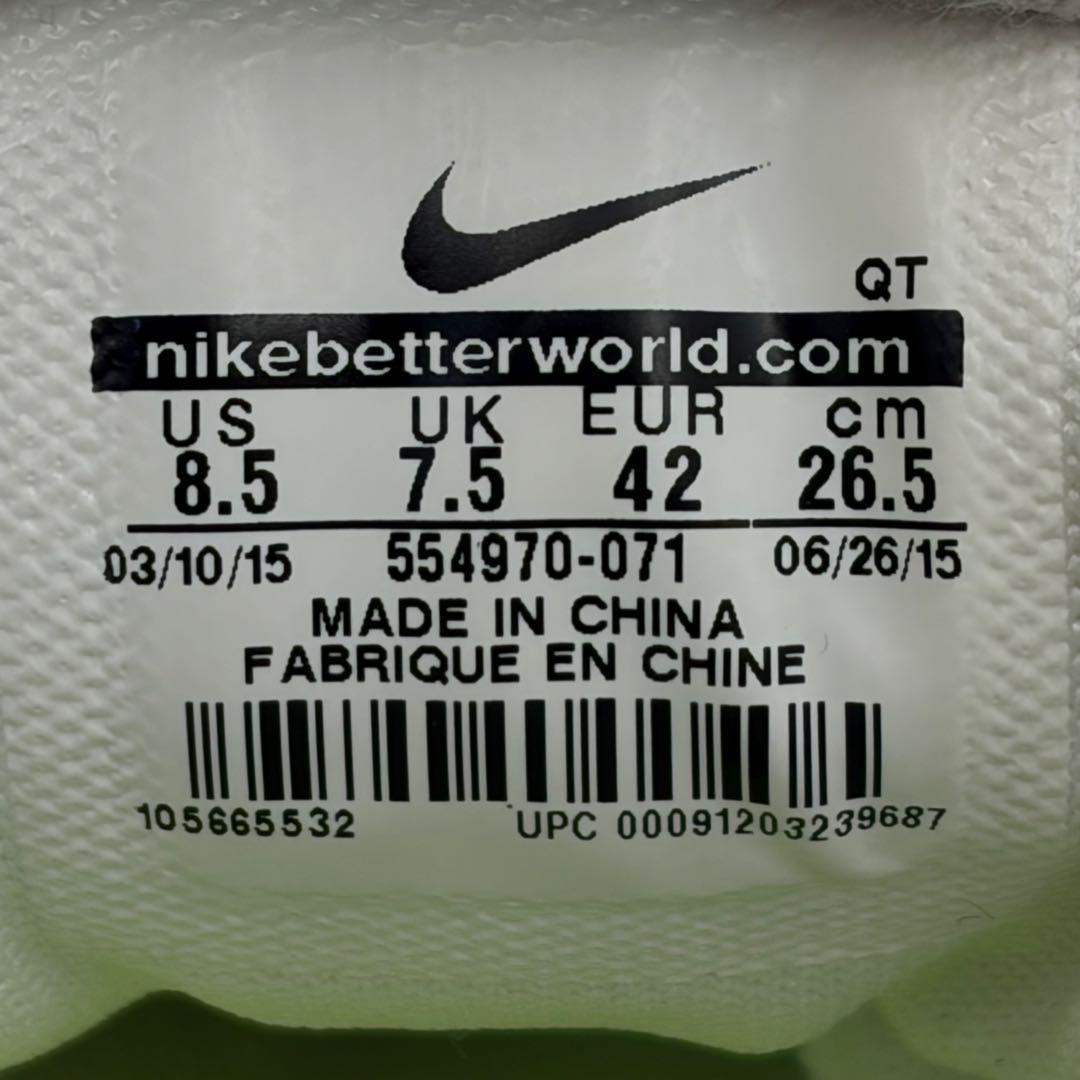 QT
nikebetterworld.com
US UK EUR cm
8.5 7.5 42 26.5
03/10/15 554970-071 06/26/15
MADE IN CHINA
FABRIQUE EN CHINE
105665532 UPC 00091203239687